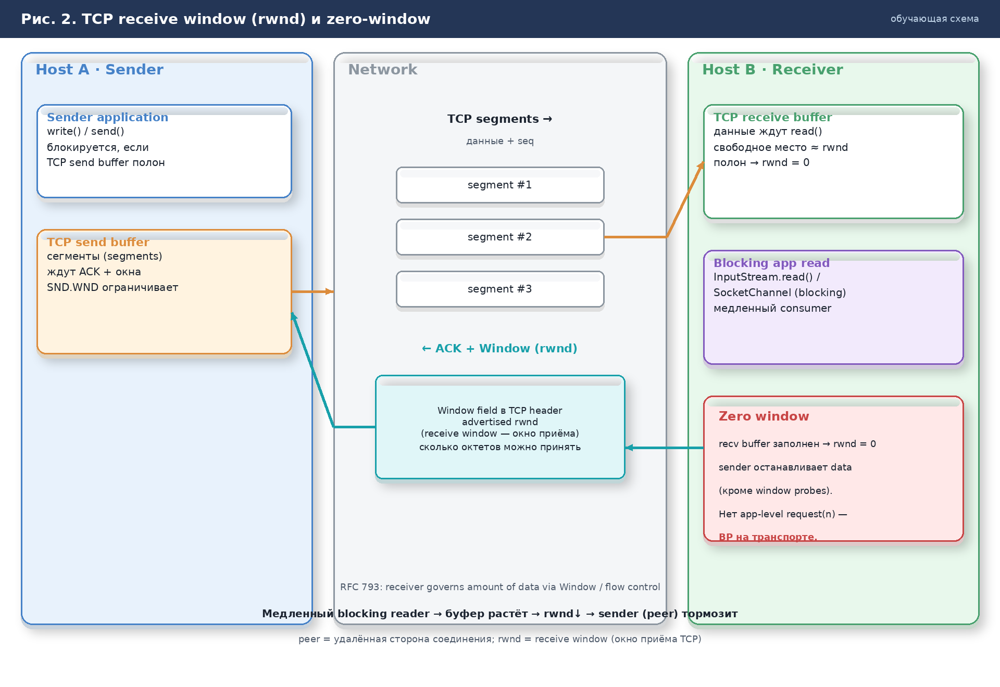 Рис. 2. TCP receive window (rwnd) и zero-window
обучающая схема
Host A · Sender
Sender application
write() / send()
блокируется, если
TCP send buffer полон
TCP send buffer
сегменты (segments)
ждут ACK + окна
SND.WND ограничивает
Network
TCP segments →
данные + seq
segment #1
segment #2
segment #3
← ACK + Window (rwnd)
Window field в TCP header
advertised rwnd
(receive window — окно приёма)
сколько октетов можно принять
RFC 793: receiver governs amount of data via Window / flow control
Host B · Receiver
TCP receive buffer
данные ждут read()
свободное место ≈ rwnd
полон → rwnd = 0
Blocking app read
InputStream.read() /
SocketChannel (blocking)
медленный consumer
Zero window
recv buffer заполнен → rwnd = 0
sender останавливает data
(кроме window probes).
Нет app-level request(n) —
BP на транспорте.
Медленный blocking reader → буфер растёт → rwnd↓ → sender (peer) тормозит
peer = удалённая сторона соединения; rwnd = receive window (окно приёма TCP)